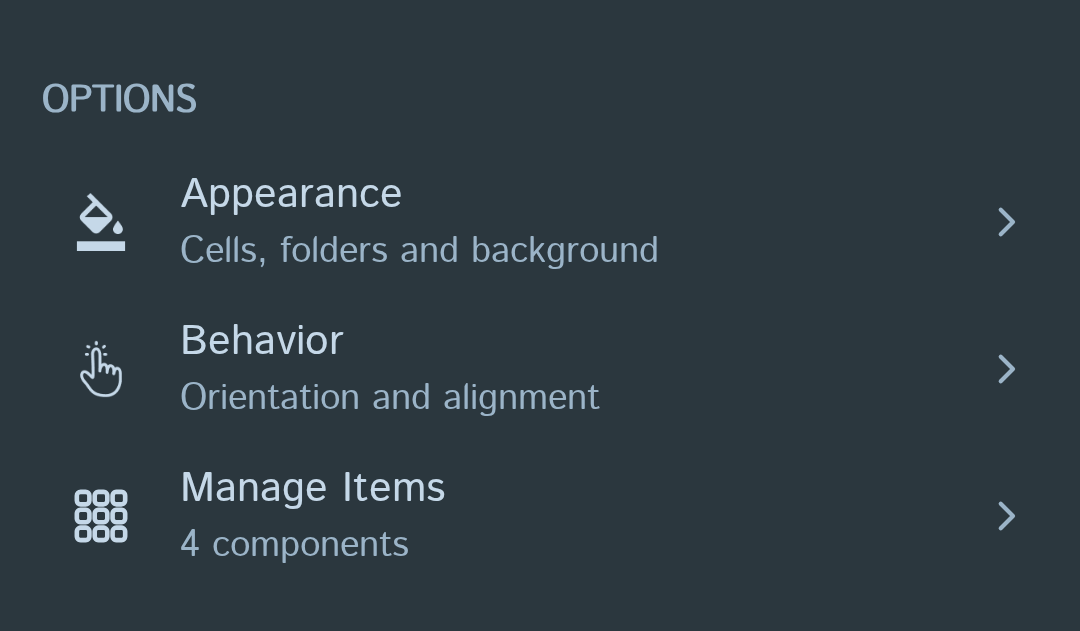 OPTIONS
Appearance
Cells, folders and background
Behavior
Orientation and alignment
Manage Items
4 components